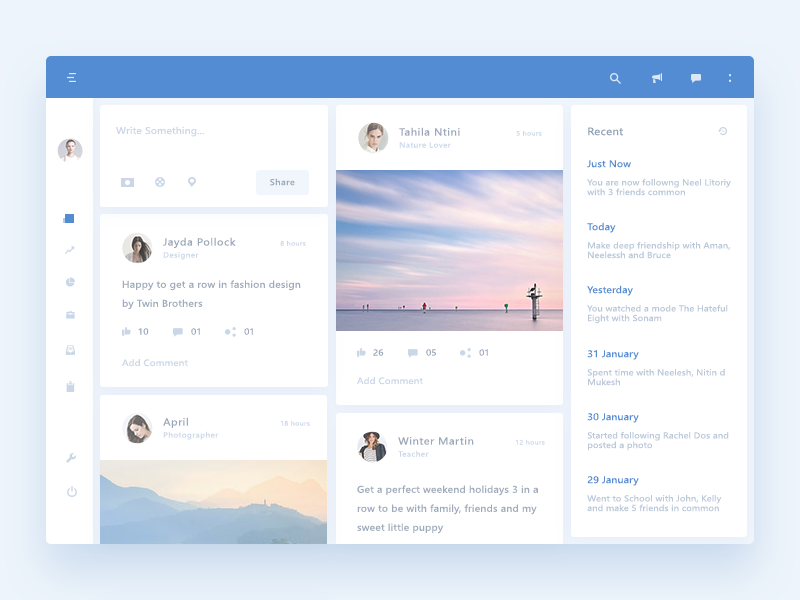 Write Something...
Share
Jayda Pollock
8 hours
Designer
Happy to get a row in fashion design
by Twin Brothers
10 01 01
Add Comment
April
18 hours
Photographer
Tahila Ntini
5 hours
Nature Lover
26 05 01
Add Comment
Winter Martin
12 hours
Teacher
Get a perfect weekend holidays 3 in a
row to be with family, friends and my
sweet little puppy
Recent
Just Now
You are now followng Neel Litoriy
with 3 friends common
Today
Make deep friendship with Aman,
Neelessh and Bruce
Yesterday
You watched a mode The Hateful
Eight with Sonam
31 January
Spent time with Neelesh, Nitin d
Mukesh
30 January
Started following Rachel Dos and
posted a photo
29 January
Went to School with John, Kelly
and make 5 friends in common